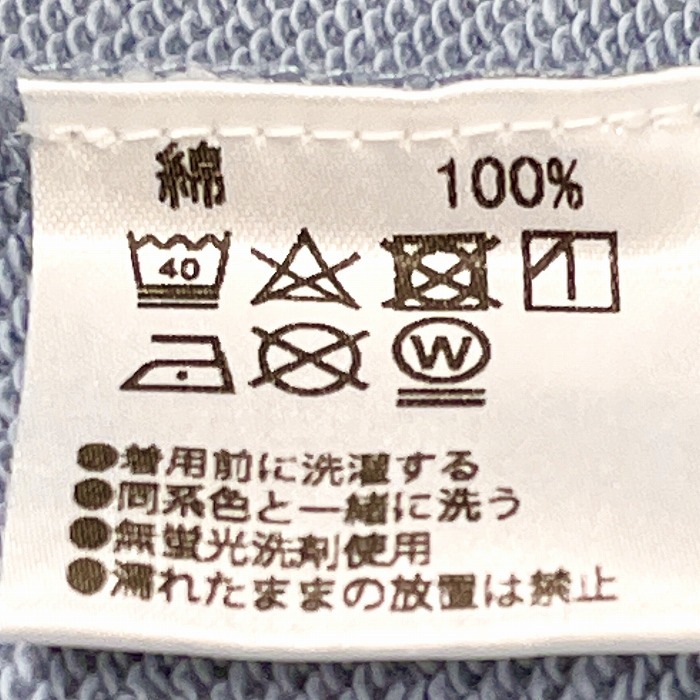 綿 100%
40
W
●着用前に洗濯する
●同系色と一緒に洗う
●無蛍光洗剤使用
●濡れたままの放置は禁止